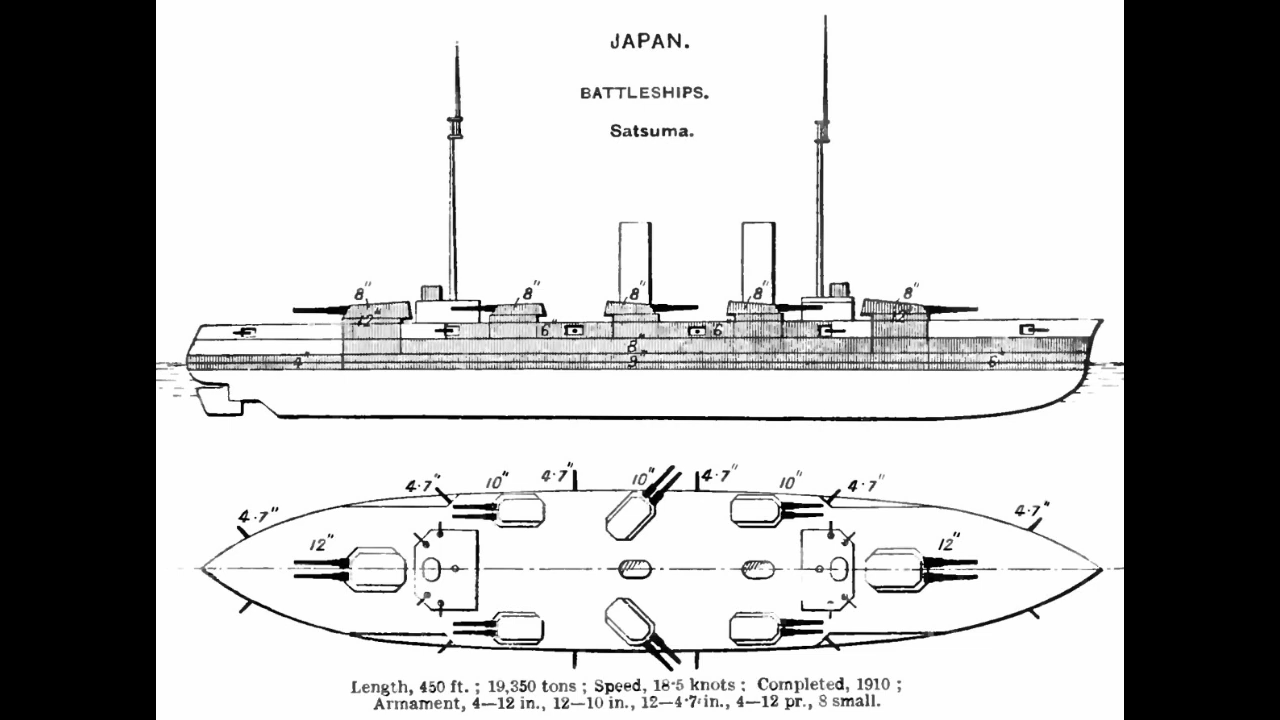 JAPAN.
BATTLESHIPS.
Satsuma.
8" 8" 8" 8" 8"
12" 12"
6" 6"
8"
4" 9" 6"
4·7" 10" 4·7" 10" 4·7" 10" 4·7"
4·7" 4·7"
12" 12"
Length, 450 ft. ; 19,350 tons ; Speed, 18·5 knots ; Completed, 1910 ;
Armament, 4—12 in., 12—10 in., 12—4·7 in., 4—12 pr., 8 small.